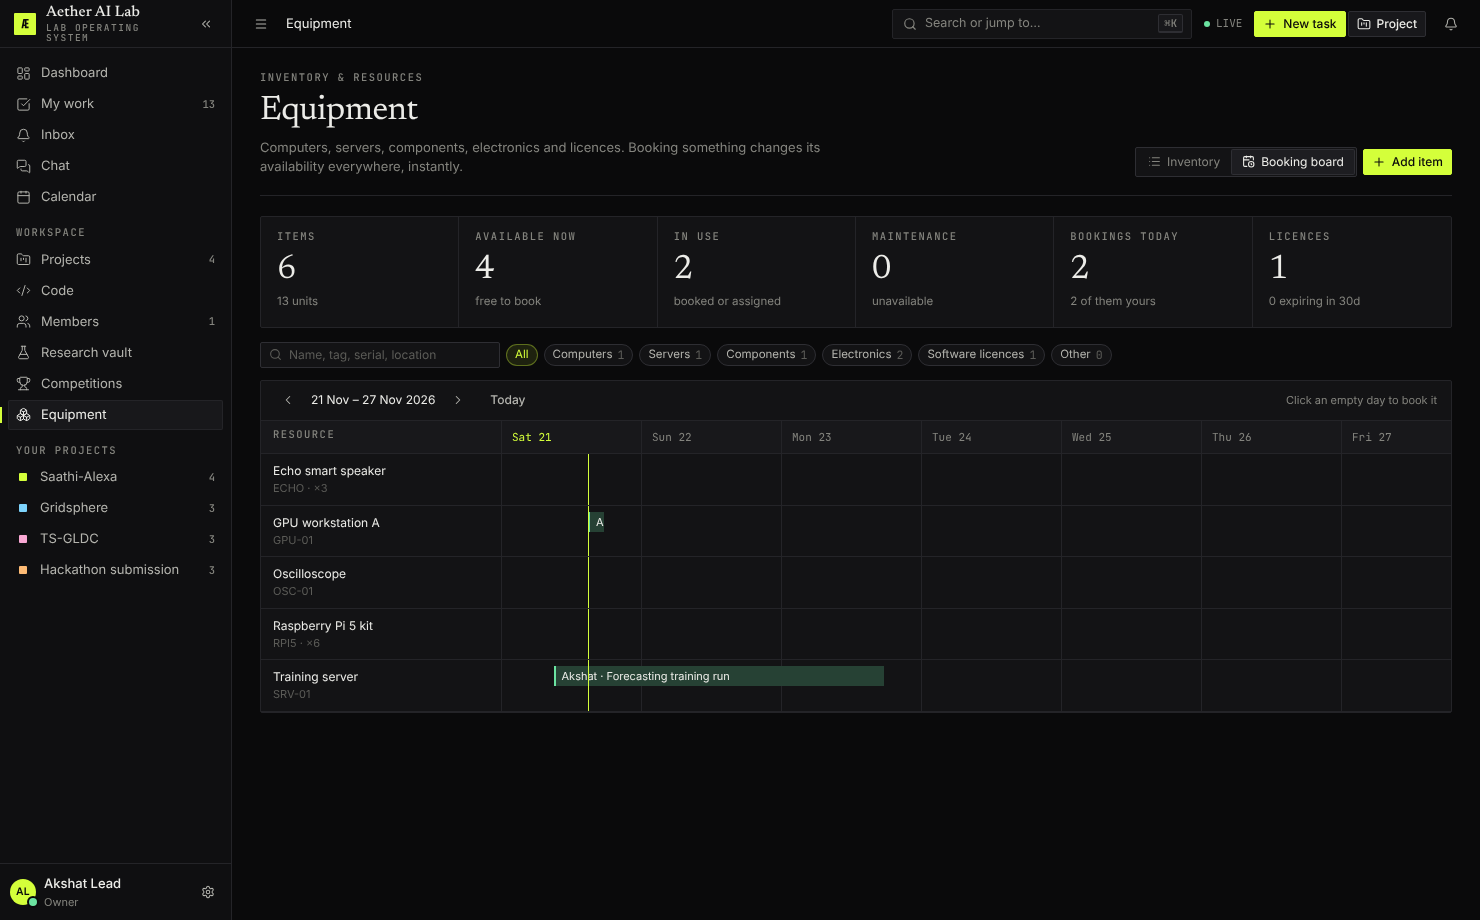 Æ
Aether AI Lab
LAB OPERATING
SYSTEM
Dashboard
My work 13
Inbox
Chat
Calendar
WORKSPACE
Projects 4
Code
Members 1
Research vault
Competitions
Equipment
YOUR PROJECTS
Saathi-Alexa 4
Gridsphere 3
TS-GLDC 3
Hackathon submission 3
AL
Akshat Lead
Owner
Equipment
Search or jump to... ⌘K
LIVE
New task
Project
INVENTORY & RESOURCES
Equipment
Computers, servers, components, electronics and licences. Booking something changes its
availability everywhere, instantly.
Inventory
Booking board
Add item
ITEMS
6
13 units
AVAILABLE NOW
4
free to book
IN USE
2
booked or assigned
MAINTENANCE
0
unavailable
BOOKINGS TODAY
2
2 of them yours
LICENCES
1
0 expiring in 30d
Name, tag, serial, location
All
Computers 1
Servers 1
Components 1
Electronics 2
Software licences 1
Other 0
21 Nov – 27 Nov 2026
Today
Click an empty day to book it
RESOURCE Sat 21 Sun 22 Mon 23 Tue 24 Wed 25 Thu 26 Fri 27
Echo smart speaker
ECHO · ×3
GPU workstation A
GPU-01
A
Oscilloscope
OSC-01
Raspberry Pi 5 kit
RPI5 · ×6
Training server
SRV-01
Akshat · Forecasting training run